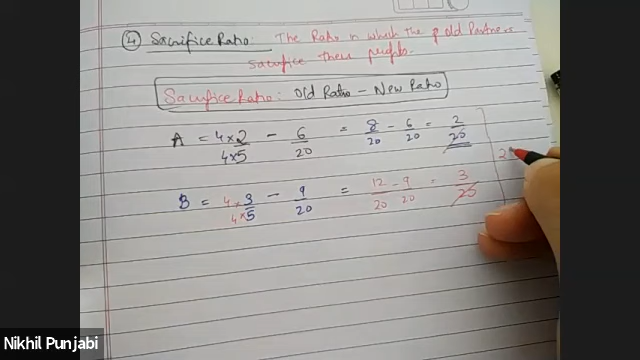 ④ Sacrifice Ratio: The Ratio in which the old Partners
sacrifice their profits.
Sacrifice Ratio: Old Ratio - New Ratio
A = 4×2/4×5 - 6/20 = 8/20 - 6/20 = 2/20
B = 4×3/4×5 - 9/20 = 12/20 - 9/20 = 3/20
2
Nikhil Punjabi